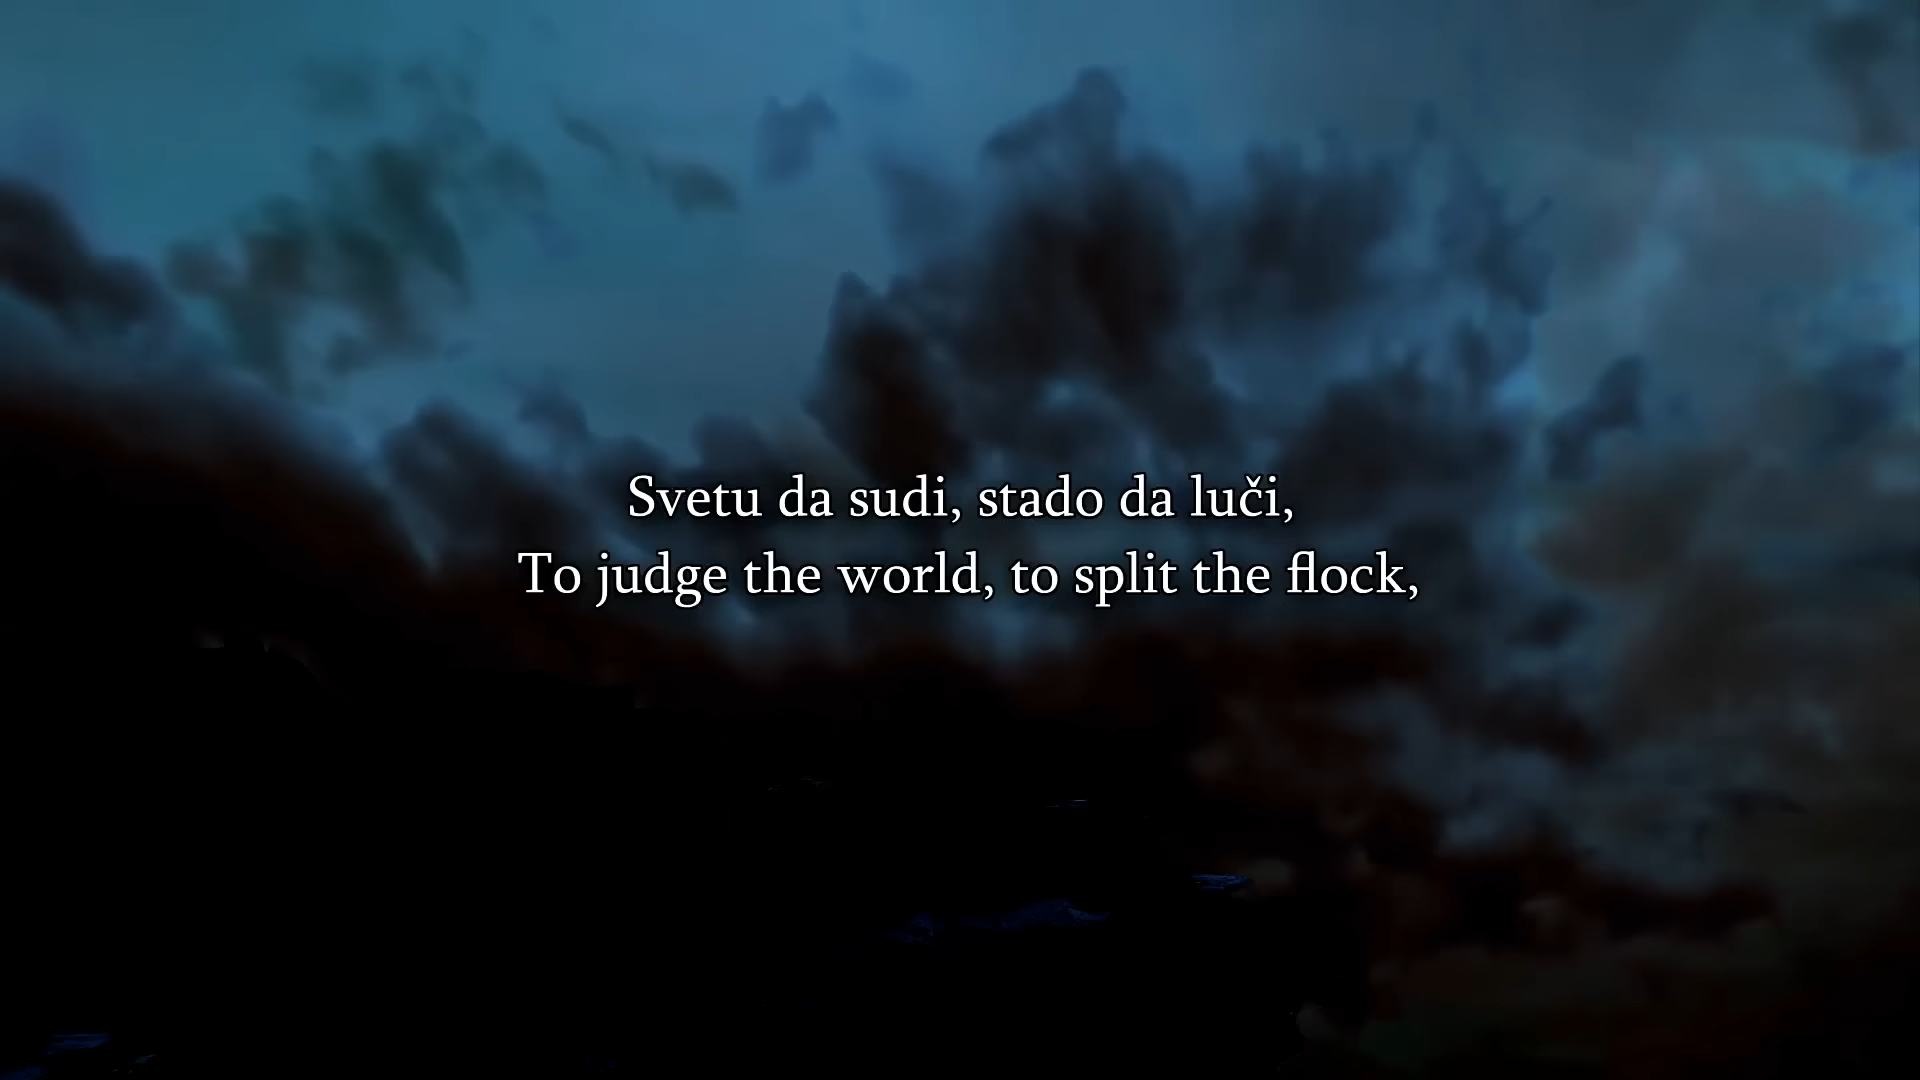 Svetu da sudi, stado da luči,
To judge the world, to split the flock,